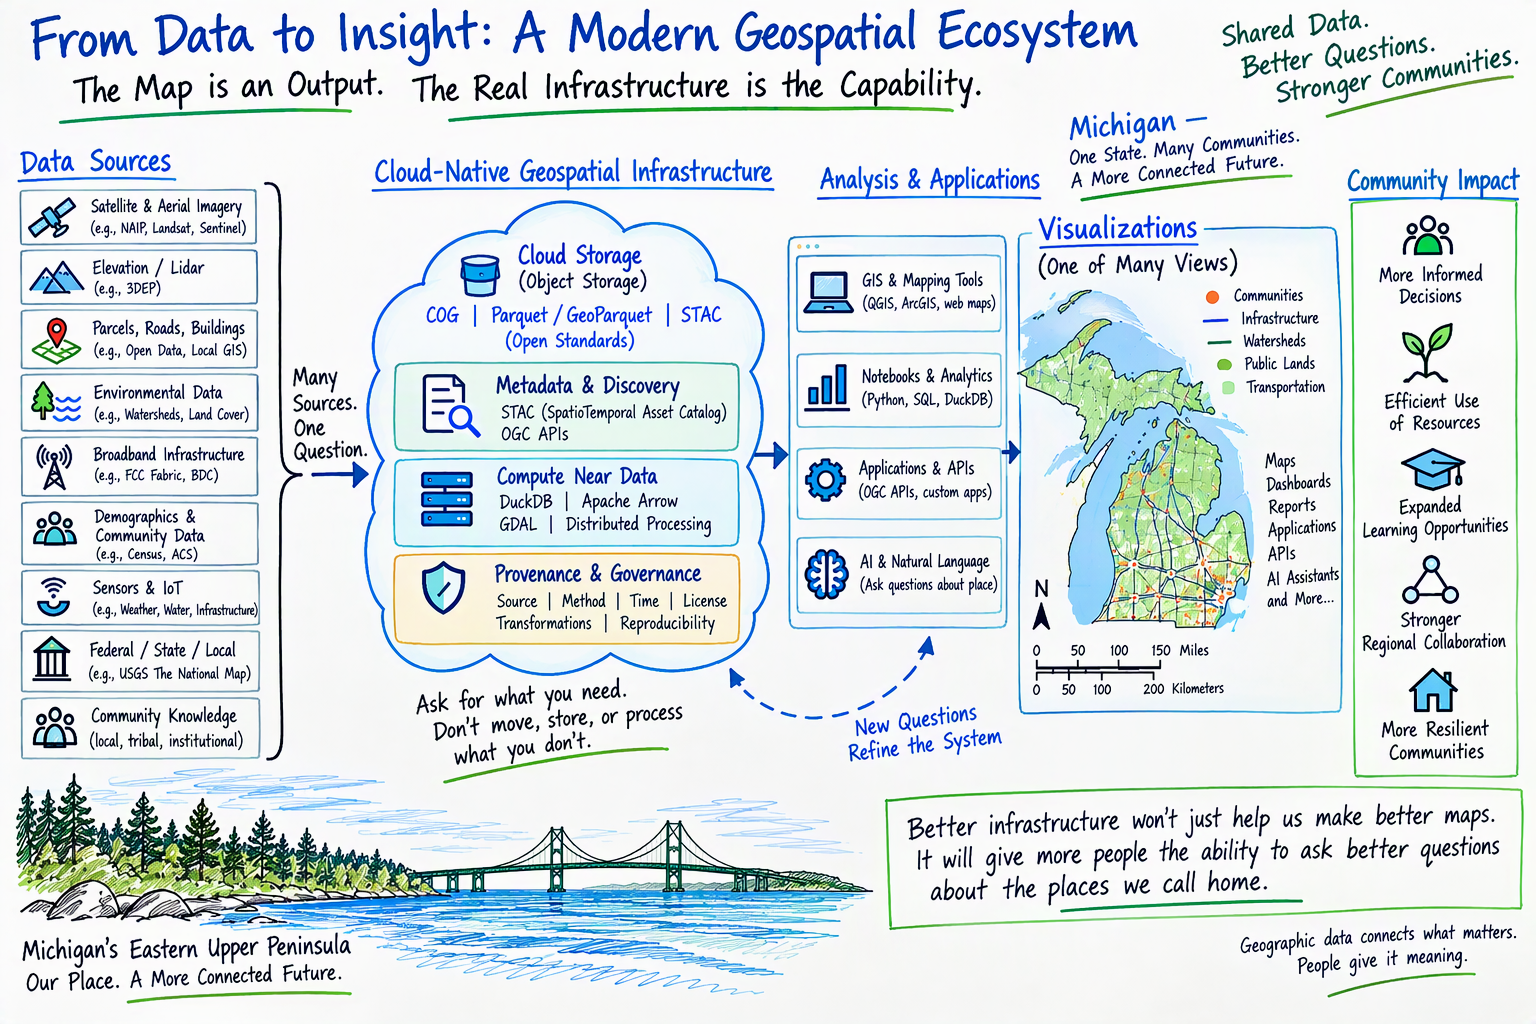 From Data to Insight: A Modern Geospatial Ecosystem
The Map is an Output. The Real Infrastructure is the Capability.
Shared Data.
Better Questions.
Stronger Communities.
Michigan —
One State. Many Communities.
A More Connected Future.
Data Sources
Satellite & Aerial Imagery
(e.g., NAIP, Landsat, Sentinel)
Elevation / Lidar
(e.g., 3DEP)
Parcels, Roads, Buildings
(e.g., Open Data, Local GIS)
Environmental Data
(e.g., Watersheds, Land Cover)
Broadband Infrastructure
(e.g., FCC Fabric, BDC)
Demographics &
Community Data
(e.g., Census, ACS)
Sensors & IoT
(e.g., Weather, Water, Infrastructure)
Federal / State / Local
(e.g., USGS The National Map)
Community Knowledge
(local, tribal, institutional)
Many
Sources.
One
Question.
Cloud-Native Geospatial Infrastructure
Cloud Storage
(Object Storage)
COG | Parquet / GeoParquet | STAC
(Open Standards)
Metadata & Discovery
STAC (SpatioTemporal Asset Catalog)
OGC APIs
Compute Near Data
DuckDB | Apache Arrow
GDAL | Distributed Processing
Provenance & Governance
Source | Method | Time | License
Transformations | Reproducibility
Ask for what you need.
Don't move, store, or process
what you don't.
Analysis & Applications
GIS & Mapping Tools
(QGIS, ArcGIS, web maps)
Notebooks & Analytics
(Python, SQL, DuckDB)
Applications & APIs
(OGC APIs, custom apps)
AI & Natural Language
(Ask questions about place)
New Questions
Refine the System
Visualizations
(One of Many Views)
Communities
Infrastructure
Watersheds
Public Lands
Transportation
Maps
Dashboards
Reports
Applications
APIs
AI Assistants
and More...
N
0 50 100 150 Miles
0 50 100 200 Kilometers
Community Impact
More Informed
Decisions
Efficient Use
of Resources
Expanded
Learning Opportunities
Stronger
Regional Collaboration
More Resilient
Communities
Better infrastructure won't just help us make better maps.
It will give more people the ability to ask better questions
about the places we call home.
Michigan's Eastern Upper Peninsula
Our Place. A More Connected Future.
Geographic data connects what matters.
People give it meaning.